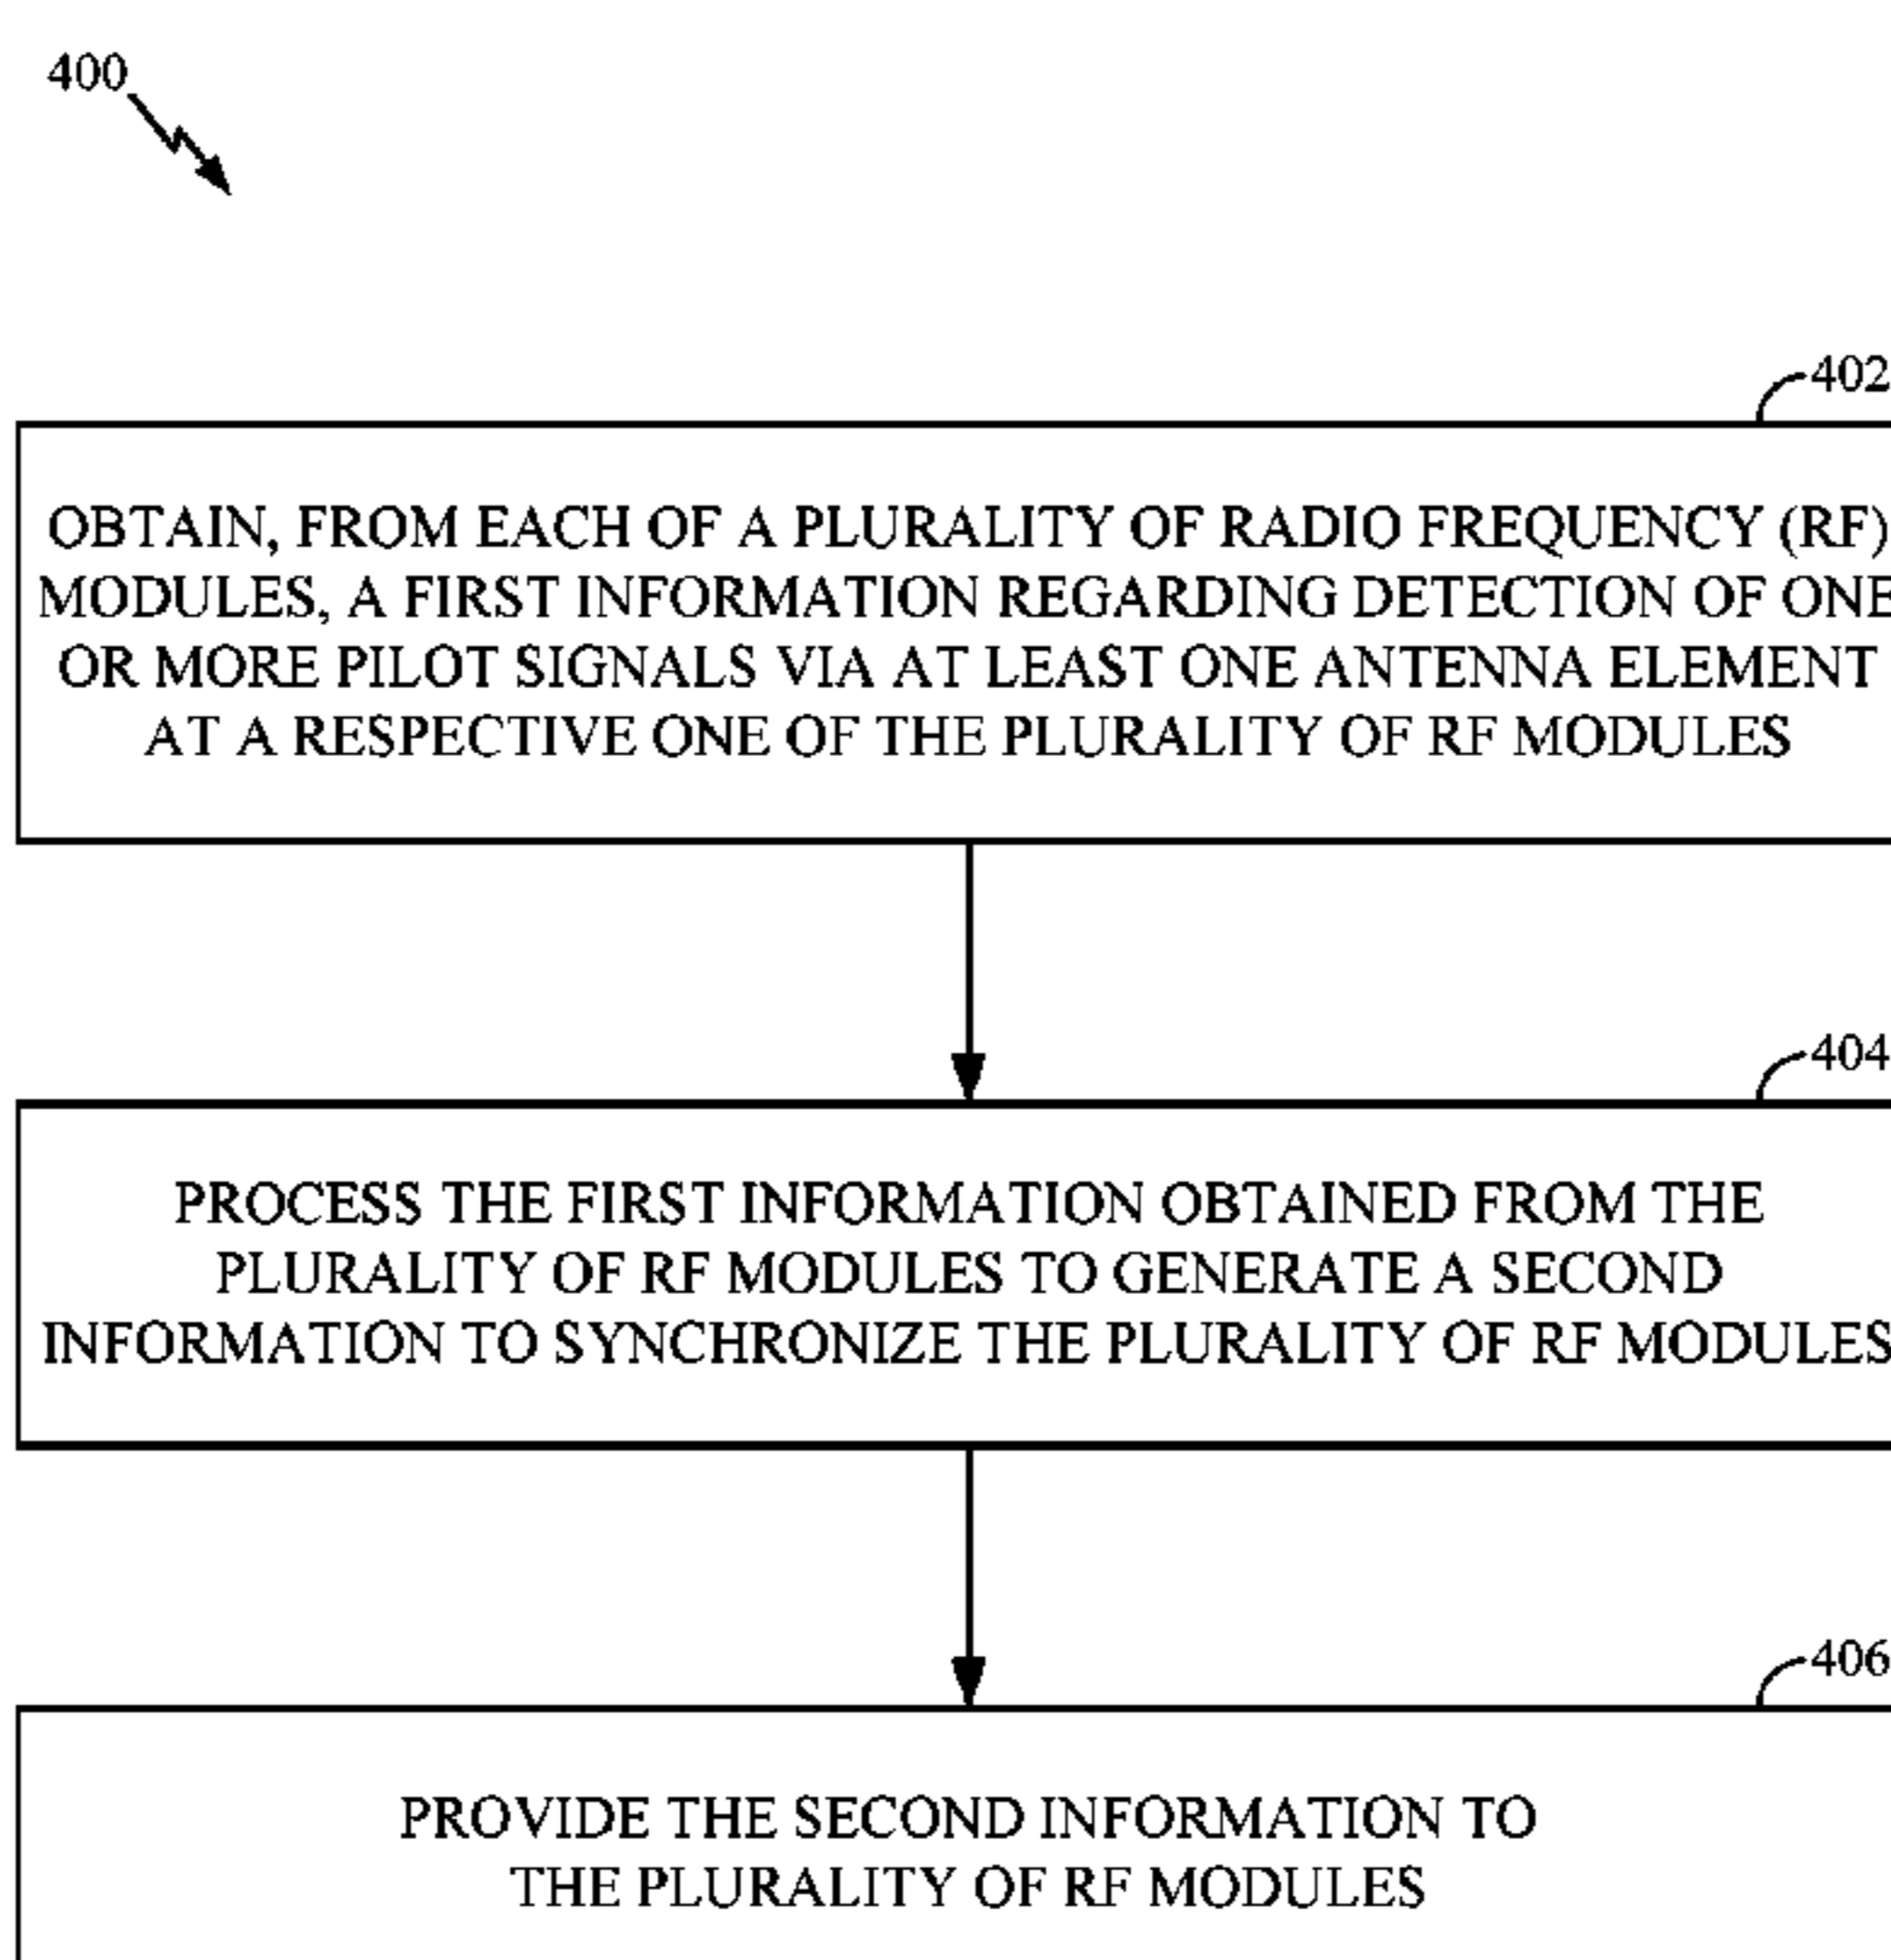 400
402
OBTAIN, FROM EACH OF A PLURALITY OF RADIO FREQUENCY (RF)
MODULES, A FIRST INFORMATION REGARDING DETECTION OF ONE
OR MORE PILOT SIGNALS VIA AT LEAST ONE ANTENNA ELEMENT
AT A RESPECTIVE ONE OF THE PLURALITY OF RF MODULES
404
PROCESS THE FIRST INFORMATION OBTAINED FROM THE
PLURALITY OF RF MODULES TO GENERATE A SECOND
INFORMATION TO SYNCHRONIZE THE PLURALITY OF RF MODULES
406
PROVIDE THE SECOND INFORMATION TO
THE PLURALITY OF RF MODULES